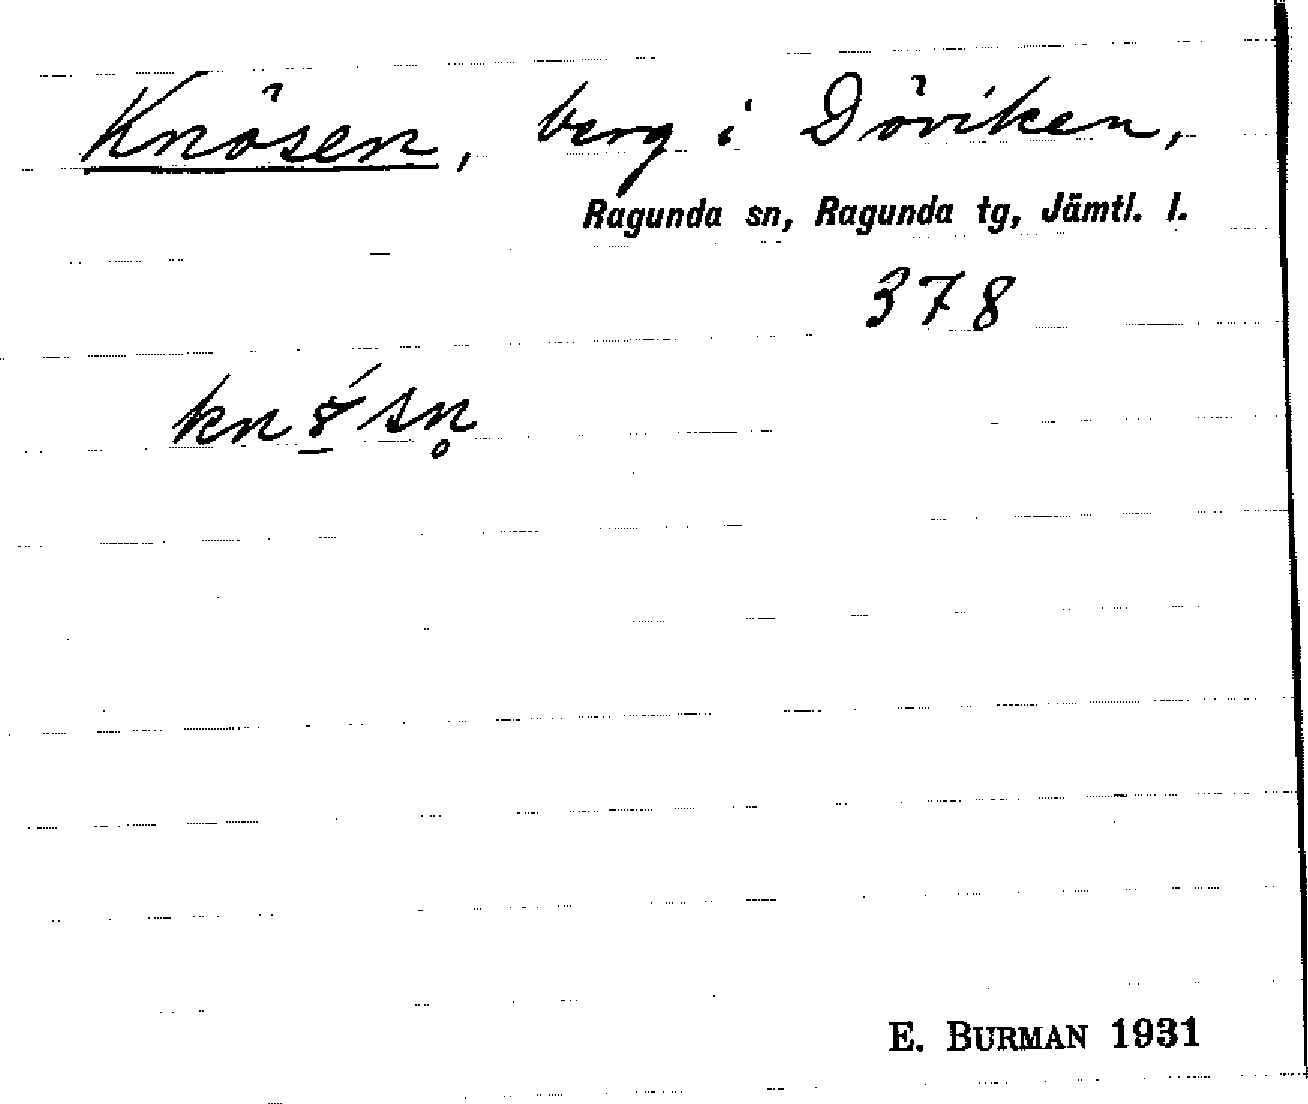 Knösen, berg i Döviken,
Ragunda sn, Ragunda tg, Jämtl. l.
378
E. BURMAN 1931